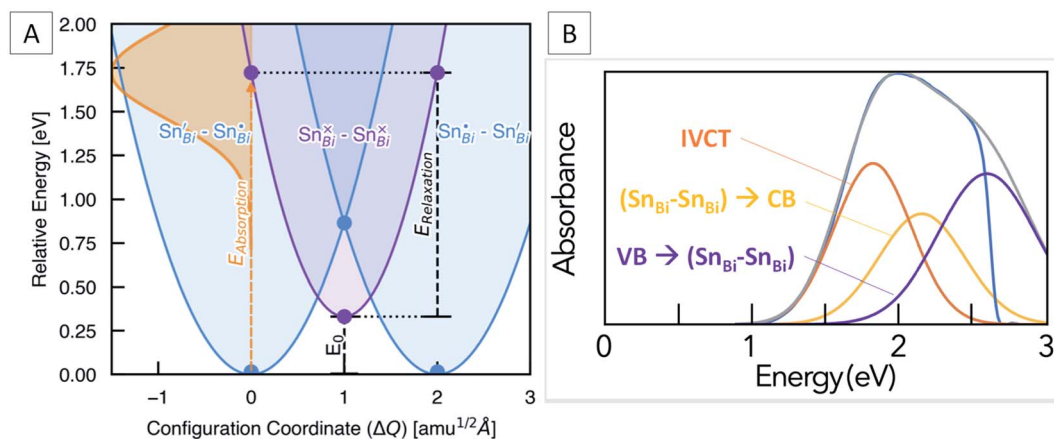 A
2.00
1.75
1.50
1.25
1.00
0.75
0.50
0.25
0.00
Relative Energy [eV]
Sn′Bi - Sn•Bi
Sn×Bi - Sn×Bi
Sn•Bi - Sn′Bi
EAbsorption
ERelaxation
E0
−1 0 1 2 3
Configuration Coordinate (ΔQ) [amu1/2Å]
B
Absorbance
IVCT
(SnBi-SnBi) → CB
VB → (SnBi-SnBi)
0 1 2 3
Energy (eV)